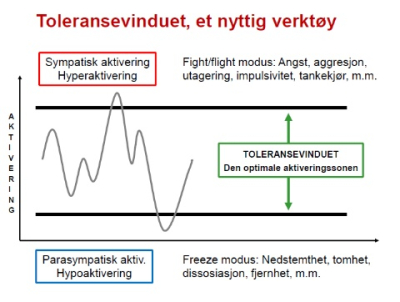 Toleransevinduet, et nyttig verktøy
Sympatisk aktivering
Hyperaktivering
Fight/flight modus: Angst, aggresjon,
utagering, impulsivitet, tankekjør, m.m.
AKTIVERING
TOLERANSEVINDUET
Den optimale aktiveringssonen
Parasympatisk aktiv.
Hypoaktivering
Freeze modus: Nedstemthet, tomhet,
dissosiasjon, fjernhet, m.m.